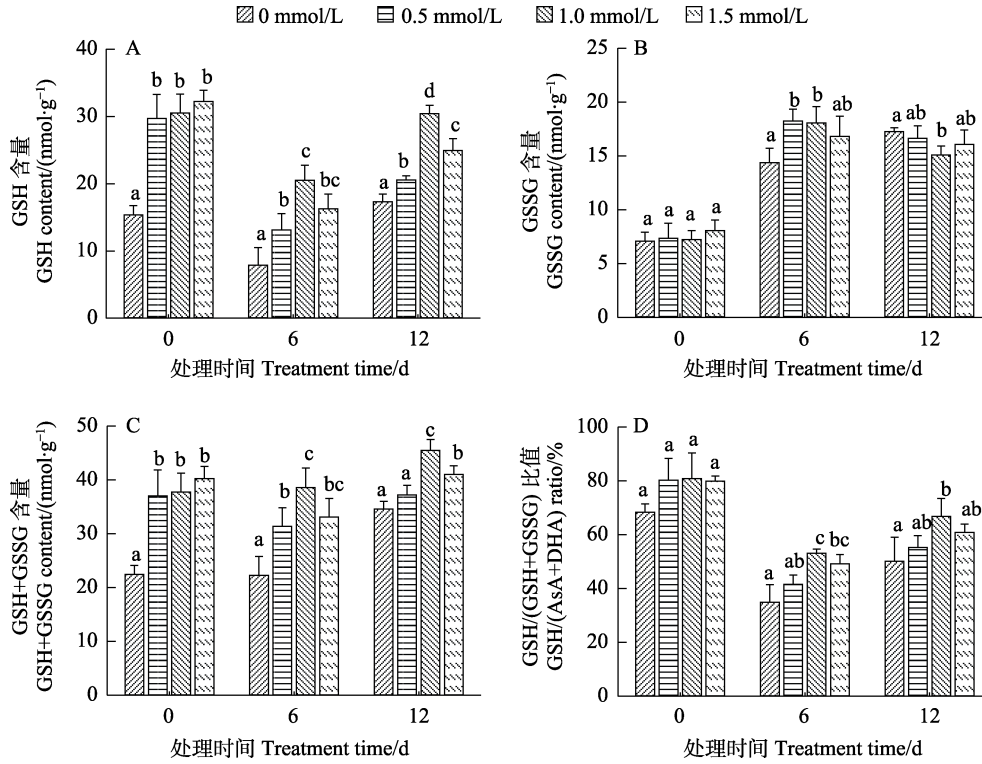 0 mmol/L 0.5 mmol/L 1.0 mmol/L 1.5 mmol/L
A
GSH 含量
GSH content/(nmol·g⁻¹)
40
30
20
10
0
a b b b
a b c bc
a b d c
0 6 12
处理时间 Treatment time/d
B
GSSG 含量
GSSG content/(nmol·g⁻¹)
25
20
15
10
5
0
a a a a
a b b ab
a ab b ab
0 6 12
处理时间 Treatment time/d
C
GSH+GSSG 含量
GSH+GSSG content/(nmol·g⁻¹)
50
40
30
20
10
0
a b b b
a b c bc
a a c b
0 6 12
处理时间 Treatment time/d
D
GSH/(GSH+GSSG) 比值
GSH/(AsA+DHA) ratio/%
100
80
60
40
20
0
a a a a
a ab c bc
a ab b ab
0 6 12
处理时间 Treatment time/d